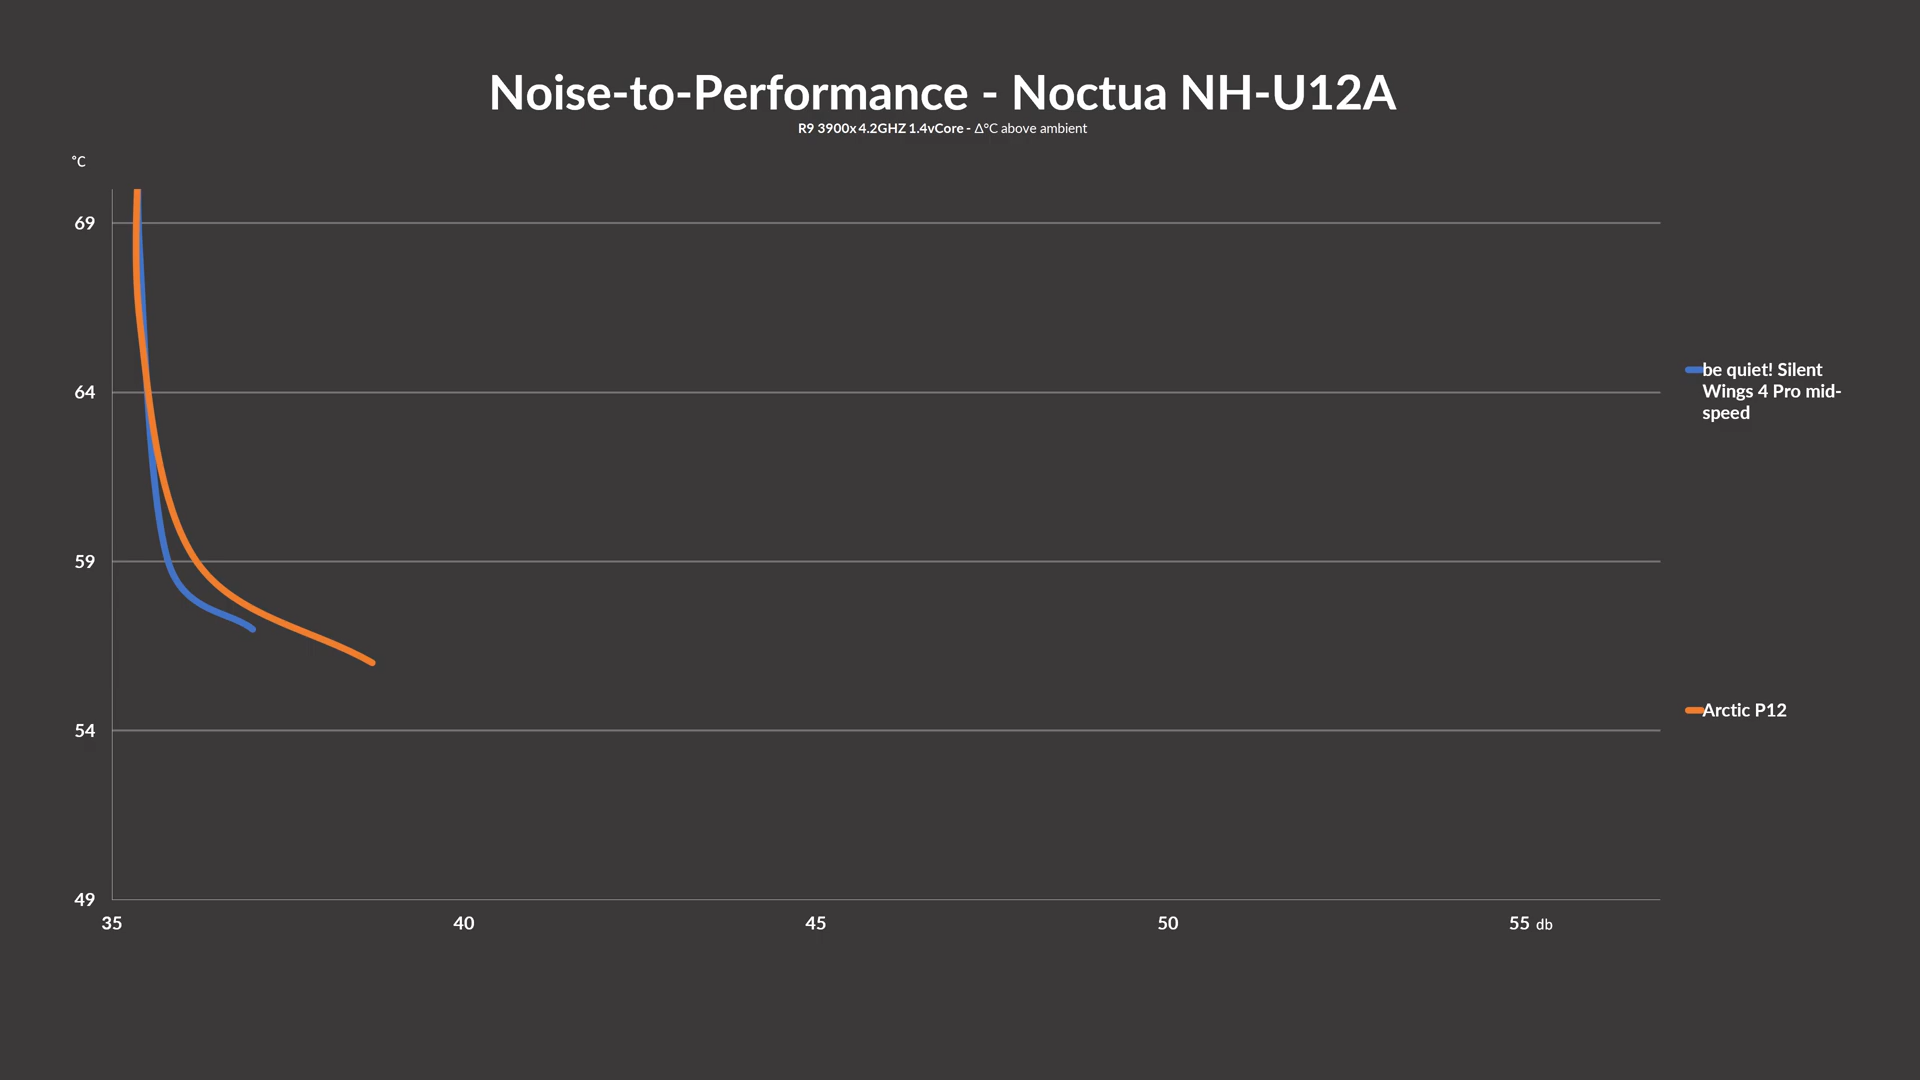 Noise-to-Performance - Noctua NH-U12A
R9 3900x 4.2GHZ 1.4vCore - Δ°C above ambient
°C
69
64
59
54
49
35 40 45 50 55 db
be quiet! Silent
Wings 4 Pro mid-
speed
Arctic P12